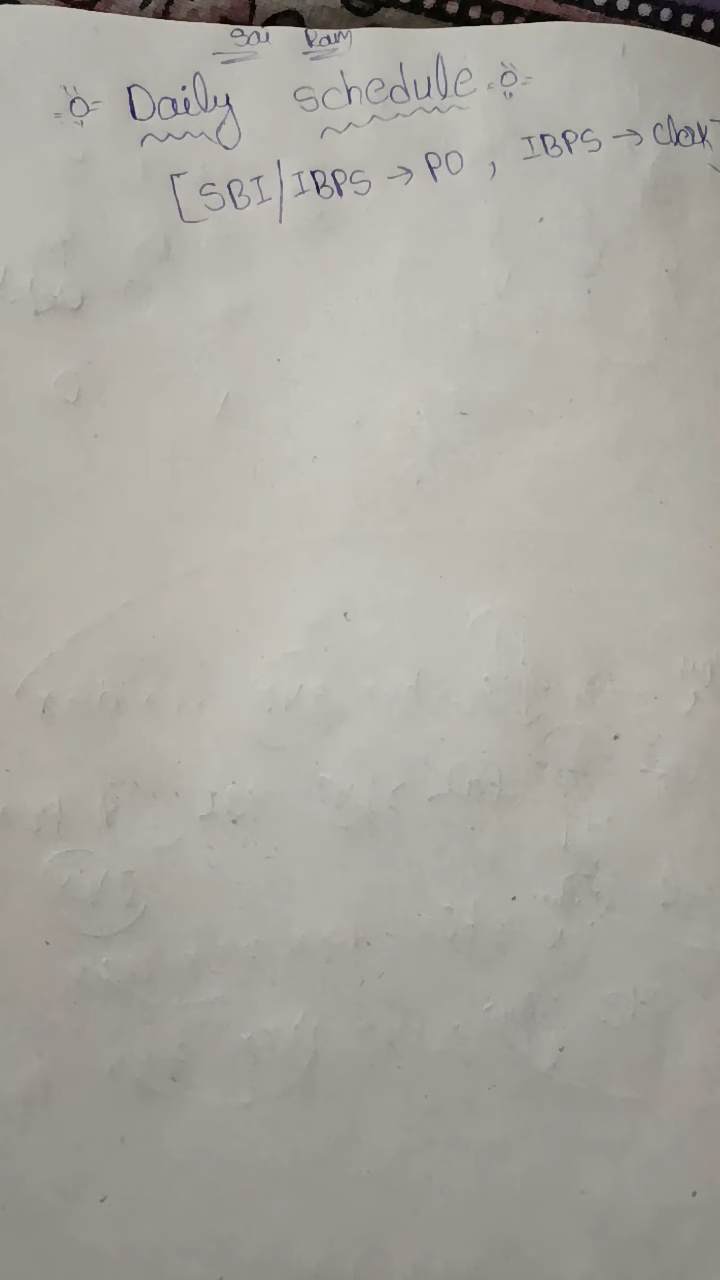 Sai Ram
Daily schedule
[SBI/IBPS → PO, IBPS → Clerk